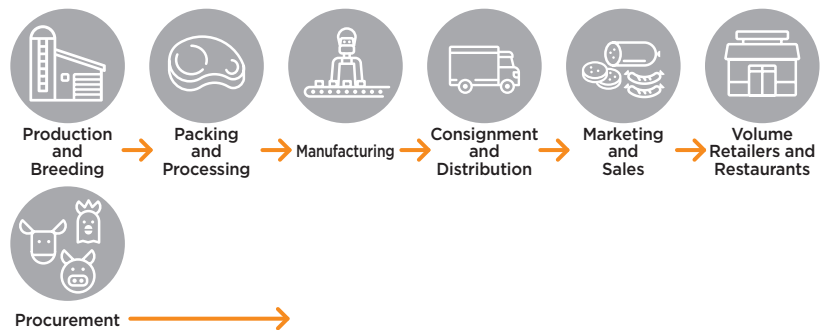 Production
and
Breeding
Packing
and
Processing
Manufacturing
Consignment
and
Distribution
Marketing
and
Sales
Volume
Retailers and
Restaurants
Procurement